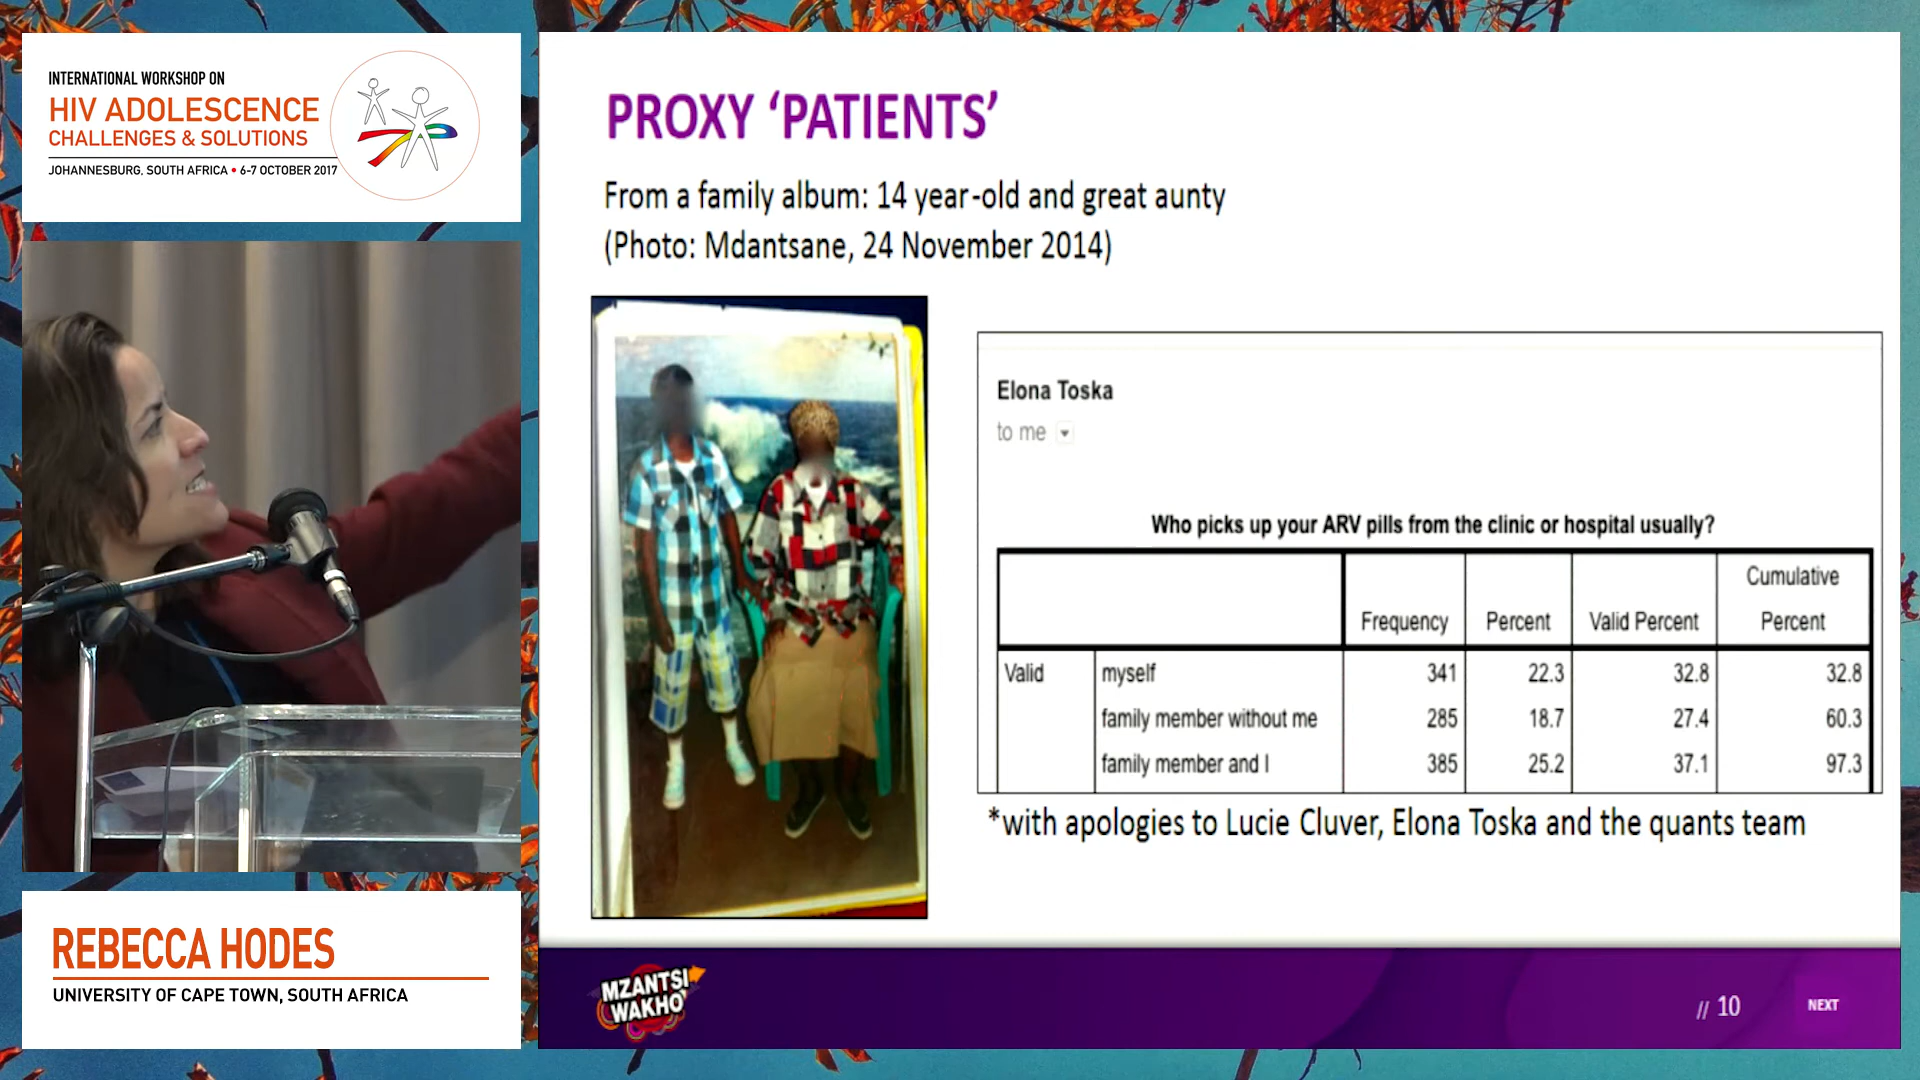 INTERNATIONAL WORKSHOP ON
HIV ADOLESCENCE
CHALLENGES & SOLUTIONS
JOHANNESBURG, SOUTH AFRICA • 6-7 OCTOBER 2017
PROXY ‘PATIENTS’
From a family album: 14 year-old and great aunty
(Photo: Mdantsane, 24 November 2014)
Elona Toska
to me
Who picks up your ARV pills from the clinic or hospital usually?
Frequency Percent Valid Percent Cumulative Percent
Valid myself 341 22.3 32.8 32.8
family member without me 285 18.7 27.4 60.3
family member and I 385 25.2 37.1 97.3
*with apologies to Lucie Cluver, Elona Toska and the quants team
REBECCA HODES
UNIVERSITY OF CAPE TOWN, SOUTH AFRICA
MZANTSI
WAKHO
// 10
NEXT